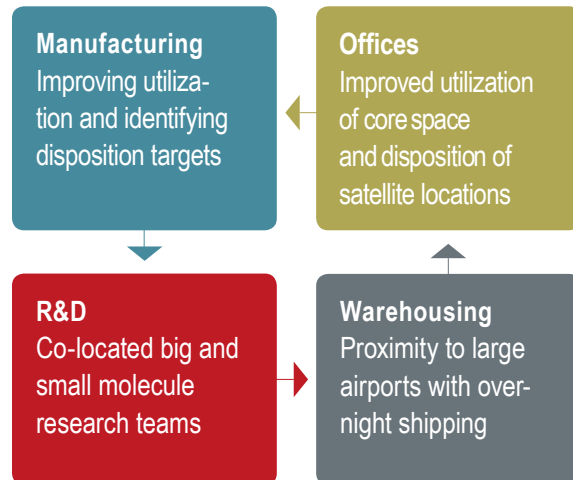 Manufacturing
Improving utiliza-
tion and identifying
disposition targets
Offices
Improved utilization
of core space
and disposition of
satellite locations
R&D
Co-located big and
small molecule
research teams
Warehousing
Proximity to large
airports with over-
night shipping